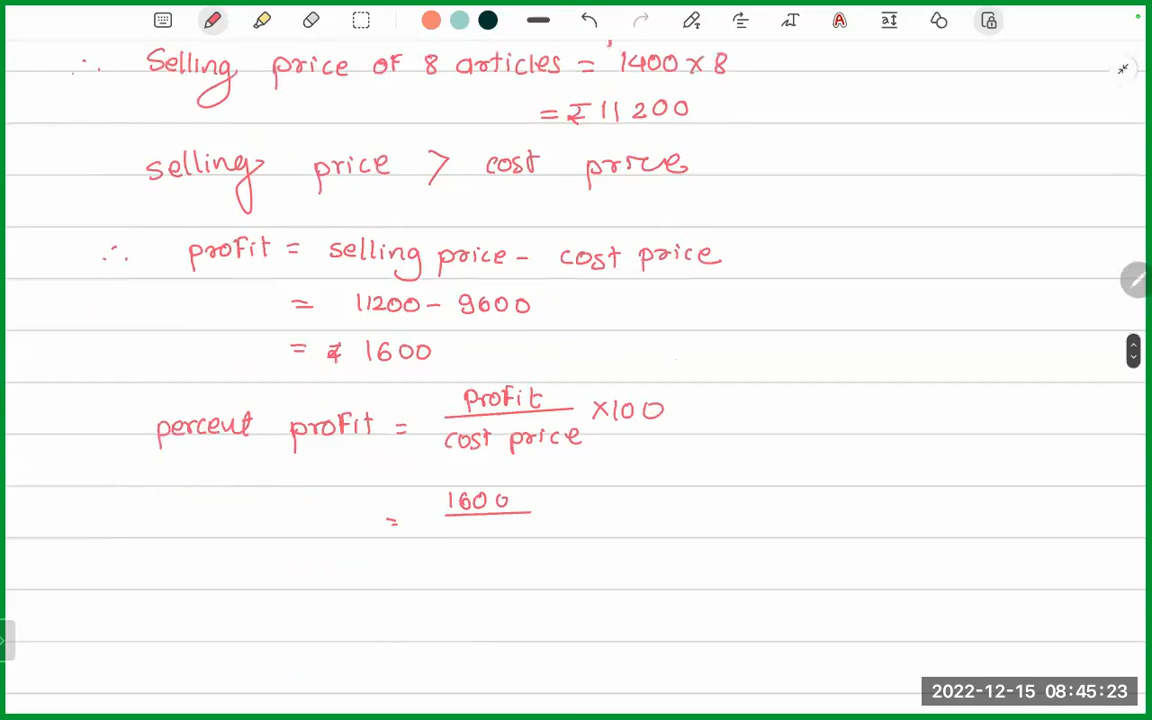 ∴ Selling price of 8 articles = 1400 × 8
= ₹ 11200
selling price > cost price
∴ profit = selling price - cost price
= 11200 - 9600
= ₹ 1600
percent profit = profit / cost price × 100
= 1600
2022-12-15 08:45:23